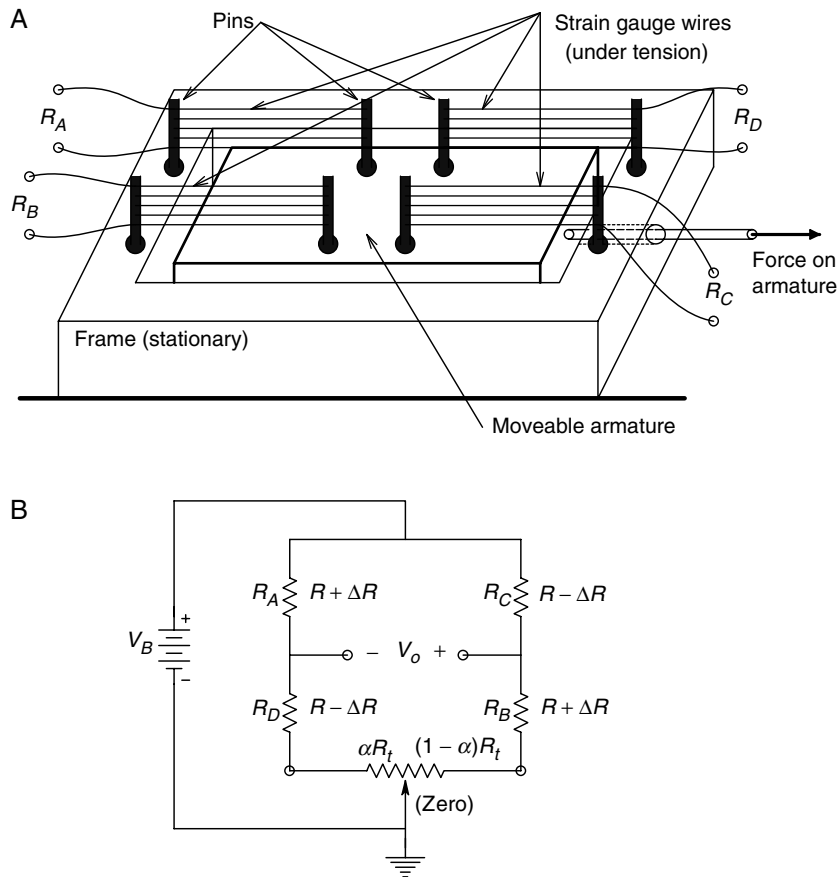 A
Pins
Strain gauge wires
(under tension)
R_A
R_D
R_B
R_C
Force on
armature
Frame (stationary)
Moveable armature
B
R_A R + ΔR
R_C R − ΔR
V_B + −
− V_o +
R_D R − ΔR
R_B R + ΔR
αR_t (1 − α)R_t
(Zero)